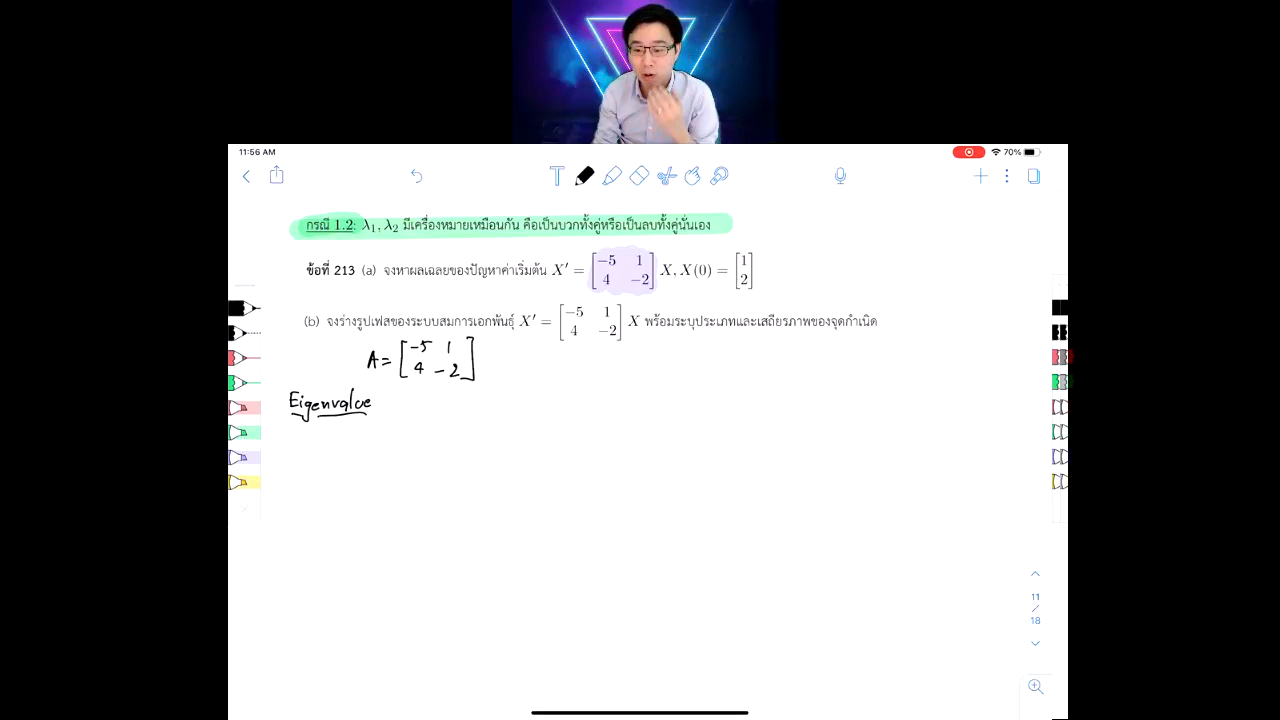 11:56 AM
70%
T
กรณี 1.2: λ₁, λ₂ มีเครื่องหมายเหมือนกัน คือเป็นบวกทั้งคู่หรือเป็นลบทั้งคู่นั่นเอง
ข้อที่ 213 (a) จงหาผลเฉลยของปัญหาค่าเริ่มต้น X′ = [−5 1; 4 −2] X, X(0) = [1; 2]
(b) จงร่างรูปเฟสของระบบสมการเอกพันธุ์ X′ = [−5 1; 4 −2] X พร้อมระบุประเภทและเสถียรภาพของจุดกำเนิด
A = [−5 1; 4 −2]
Eigenvalue
11
/
18